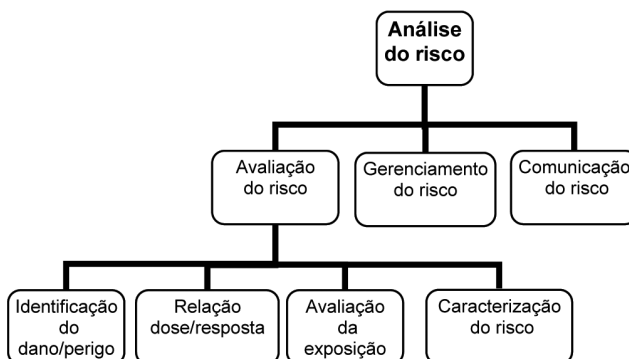 Análise
do risco
Avaliação
do risco
Gerenciamento
do risco
Comunicação
do risco
Identificação
do
dano/perigo
Relação
dose/resposta
Avaliação
da
exposição
Caracterização
do risco